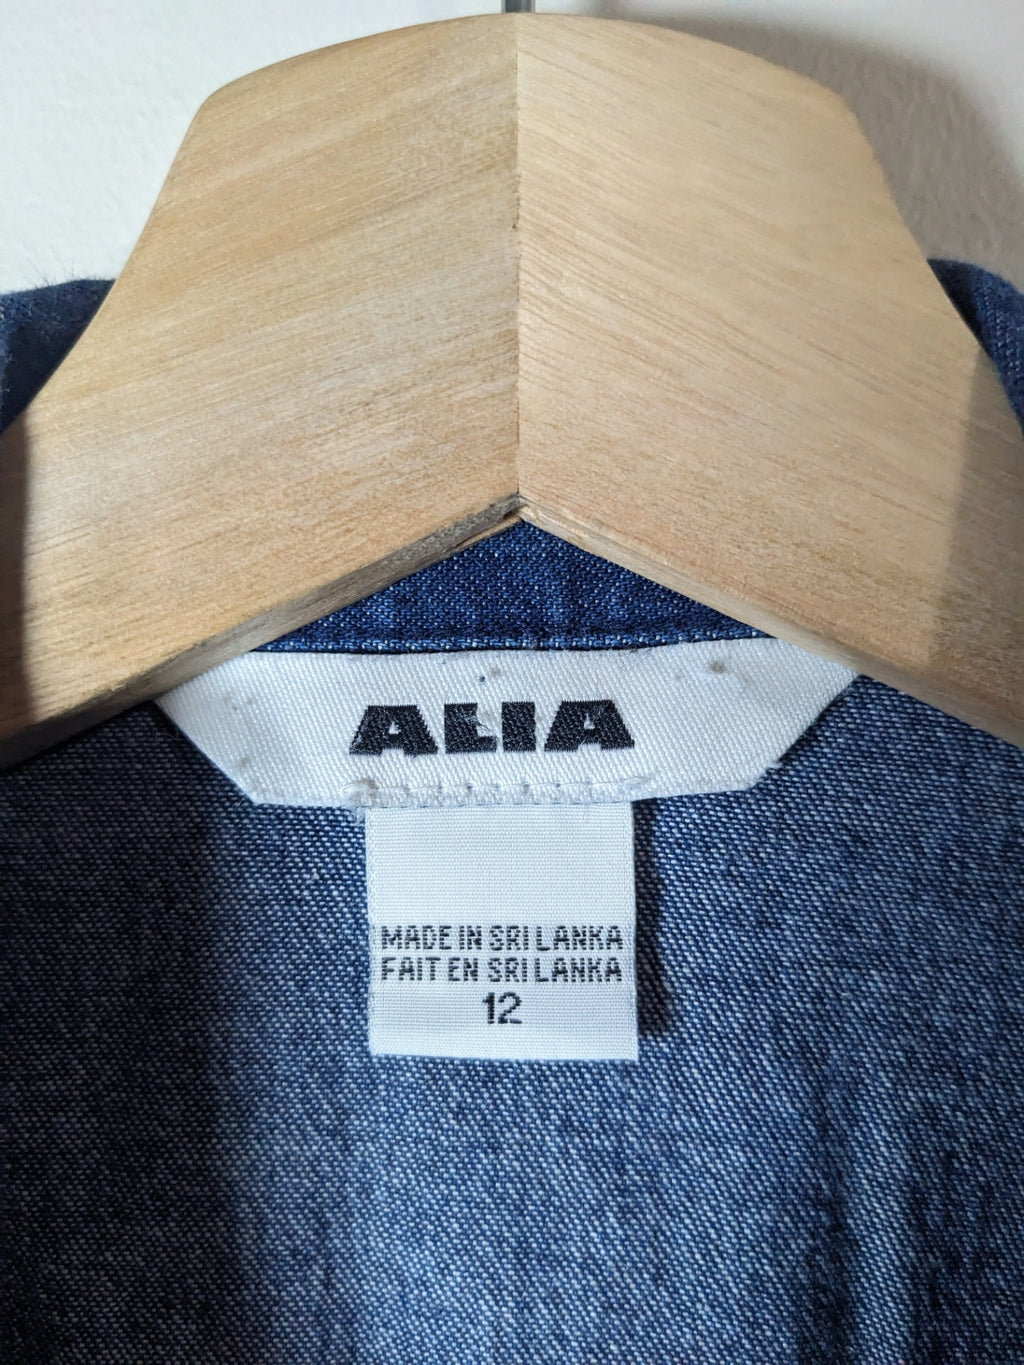 ALIA
MADE IN SRI LANKA
FAIT EN SRI LANKA
12